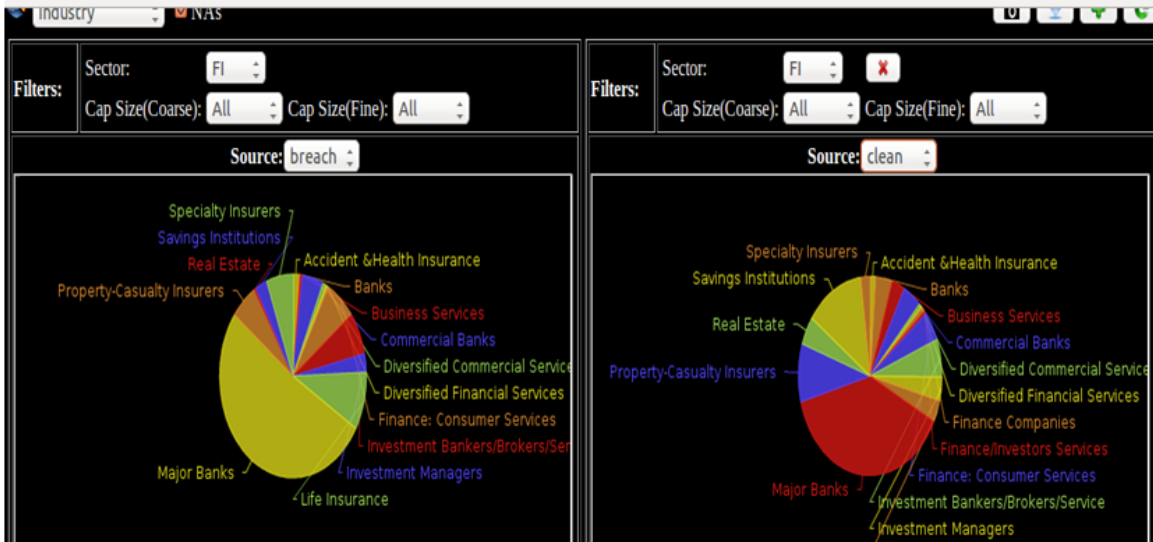 Industry NAs
Filters:
Sector: FI
Cap Size(Coarse): All Cap Size(Fine): All
Source: breach
Specialty Insurers
Savings Institutions
Real Estate
Property-Casualty Insurers
Major Banks
Accident &Health Insurance
Banks
Business Services
Commercial Banks
Diversified Commercial Service
Diversified Financial Services
Finance: Consumer Services
Investment Bankers/Brokers/Ser
Investment Managers
Life Insurance
Filters:
Sector: FI
Cap Size(Coarse): All Cap Size(Fine): All
Source: clean
Specialty Insurers
Savings Institutions
Real Estate
Property-Casualty Insurers
Major Banks
Accident &Health Insurance
Banks
Business Services
Commercial Banks
Diversified Commercial Service
Diversified Financial Services
Finance Companies
Finance/Investors Services
Finance: Consumer Services
Investment Bankers/Brokers/Service
Investment Managers